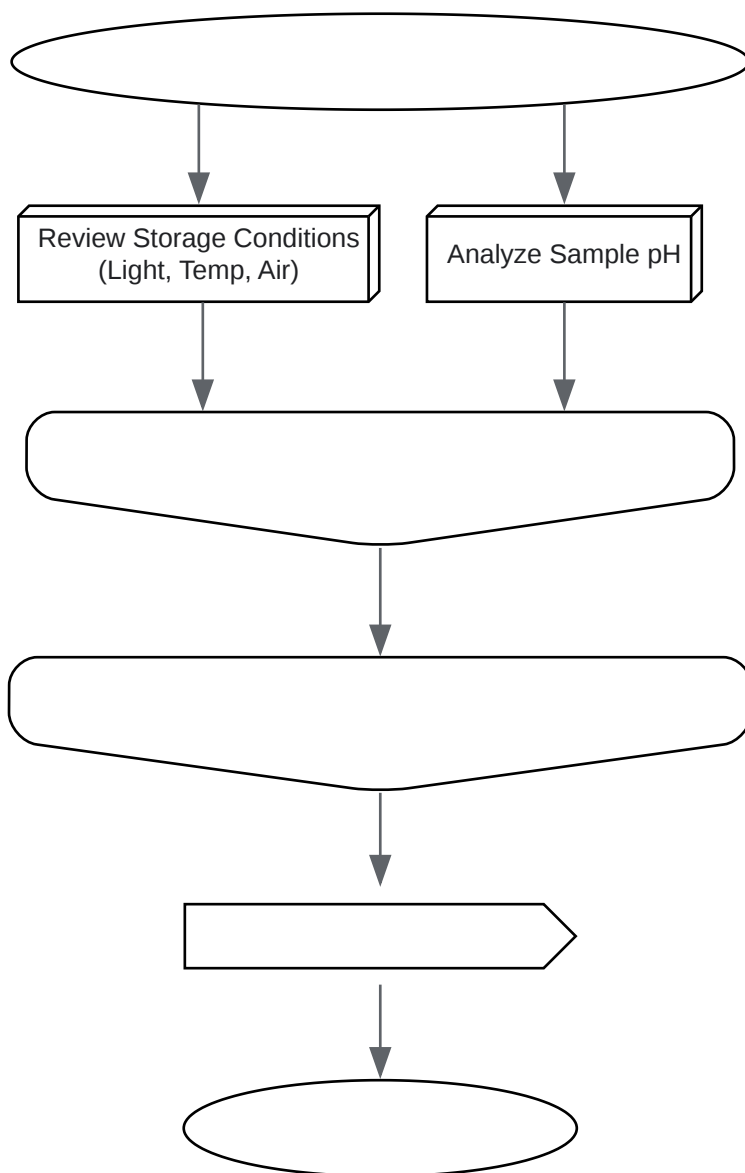 Review Storage Conditions
(Light, Temp, Air)
Analyze Sample pH